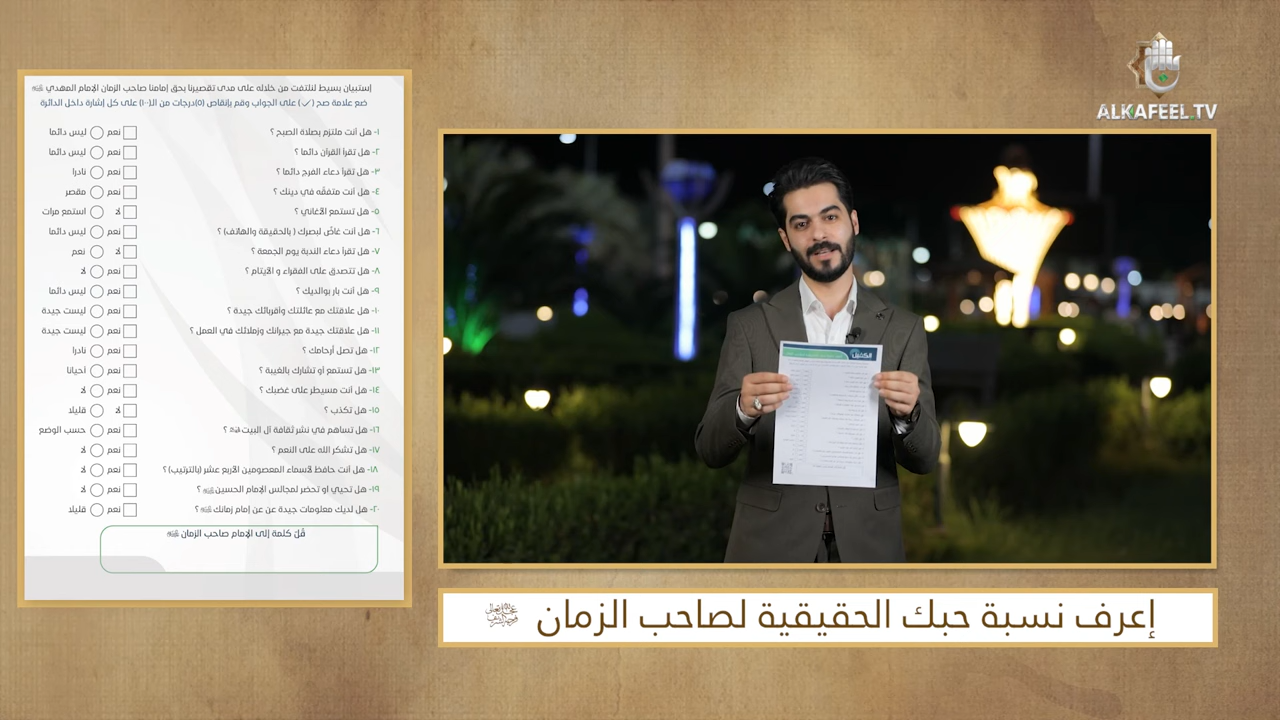 ALKAFEEL.TV
إستبيان بسيط لنلتفت من خلاله على مدى تقصيرنا بحق إمامنا صاحب الزمان الإمام المهدي
ضع علامة صح (✓) على الجواب وقم بإنقاص (٥)درجات من الـ(١٠٠) على كل إشارة داخل الدائرة
١- هل أنت ملتزم بصلاة الصبح ؟ نعم ليس دائما
٢- هل تقرأ القرآن دائما ؟ نعم ليس دائما
٣- هل تقرأ دعاء الفرج دائما ؟ نعم نادرا
٤- هل أنت متفقه في دينك ؟ نعم مقصر
٥- هل تستمع الأغاني ؟ لا استمع مرات
٦- هل أنت غاضٌ لبصرك ( بالحقيقة والهاتف) ؟ نعم ليس دائما
٧- هل تقرأ دعاء الندبة يوم الجمعة ؟ لا نعم
٨- هل تتصدق على الفقراء و الأيتام ؟ نعم لا
٩- هل أنت بار بوالديك ؟ نعم ليس دائما
١٠- هل علاقتك مع عائلتك وأقربائك جيدة ؟ نعم ليست جيدة
١١- هل علاقتك جيدة مع جيرانك وزملائك في العمل ؟ نعم ليست جيدة
١٢- هل تصل أرحامك ؟ نعم نادرا
١٣- هل تستمع أو تشارك بالغيبة ؟ لا أحيانا
١٤- هل أنت مسيطر على غضبك ؟ نعم لا
١٥- هل تكذب ؟ لا قليلا
١٦- هل تساهم في نشر ثقافة آل البيت ؟ نعم حسب الوضع
١٧- هل تشكر الله على النعم ؟ نعم لا
١٨- هل أنت حافظ لأسماء المعصومين الأربع عشر (بالترتيب) ؟ نعم لا
١٩- هل تحيي أو تحضر لمجالس الإمام الحسين ؟ نعم لا
٢٠- هل لديك معلومات جيدة عن عن إمام زمانك ؟ نعم قليلا
قُل كلمة إلى الإمام صاحب الزمان
الكفيل
إعرف نسبة حبك الحقيقية لصاحب الزمان